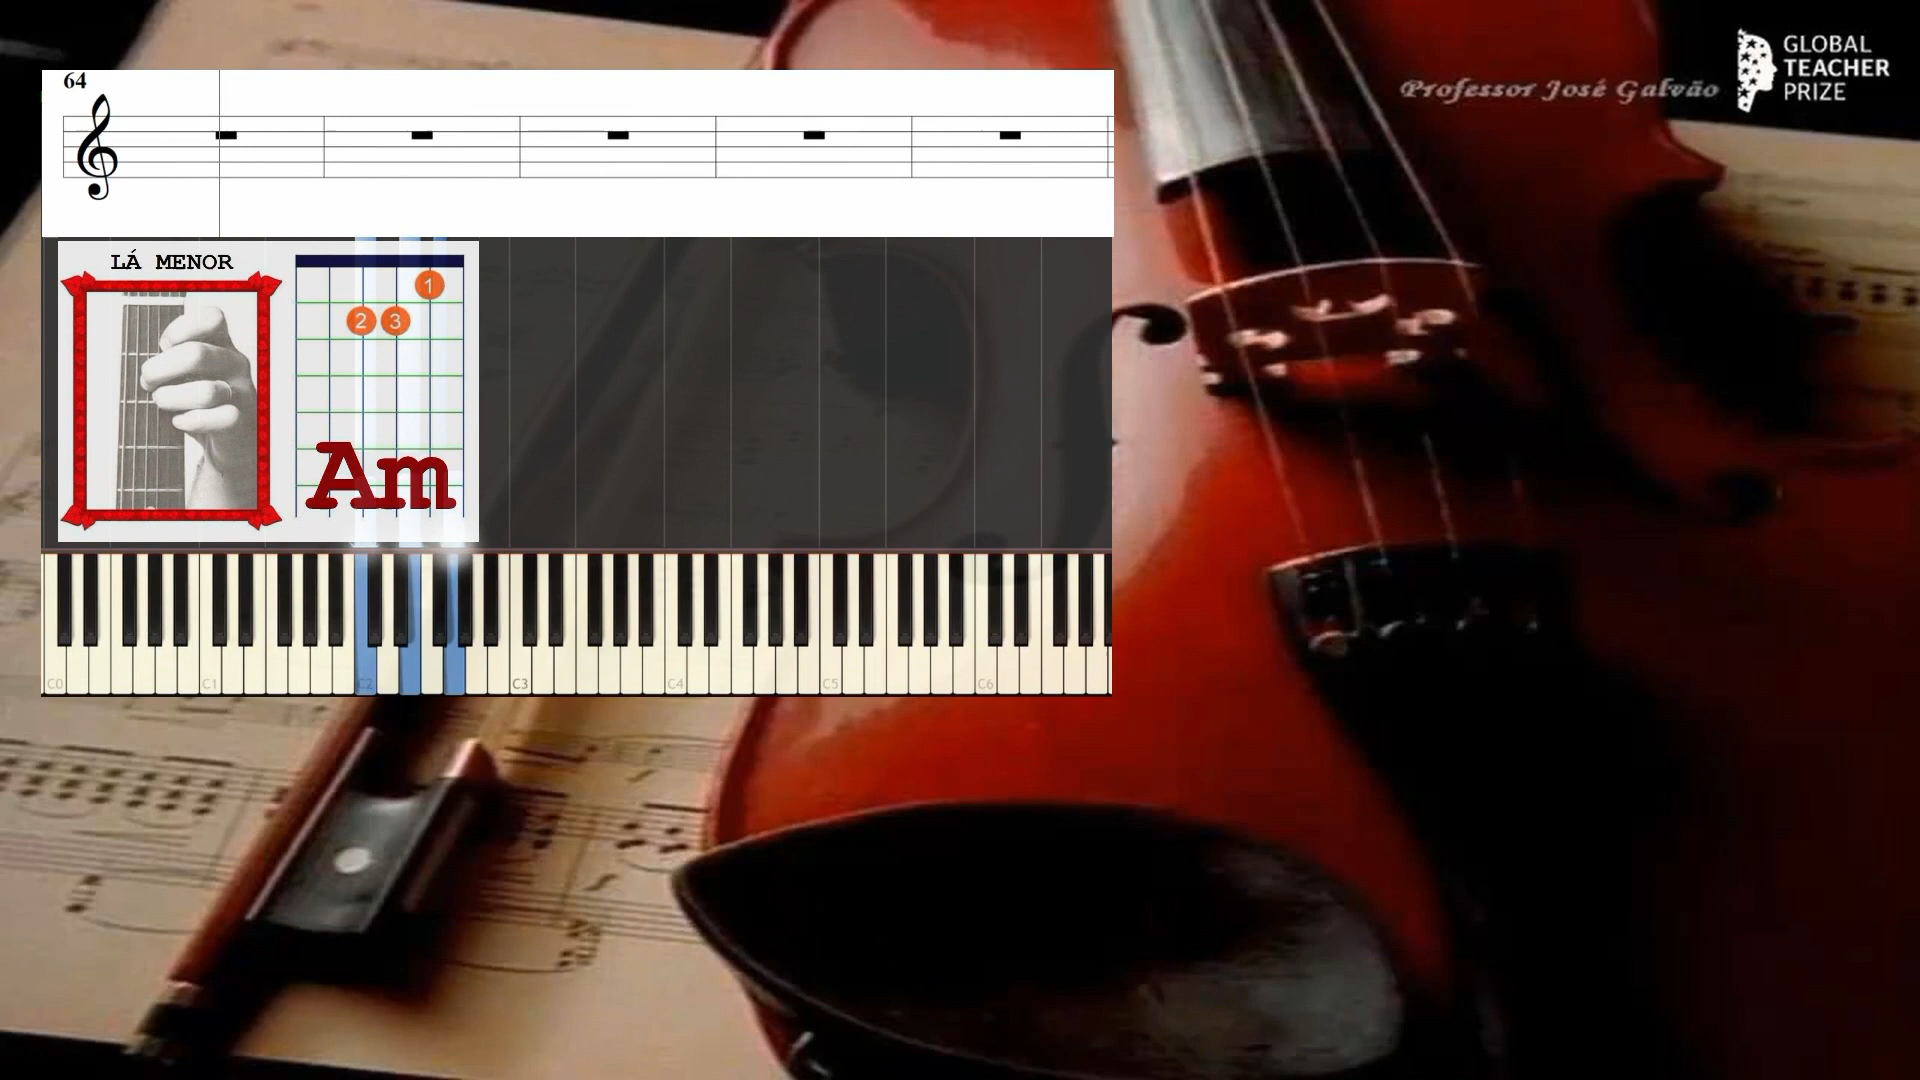 64
Professor José Galvão
GLOBAL
TEACHER
PRIZE
LÁ MENOR
1
2 3
Am
C0 C1 C2 C3 C4 C5 C6